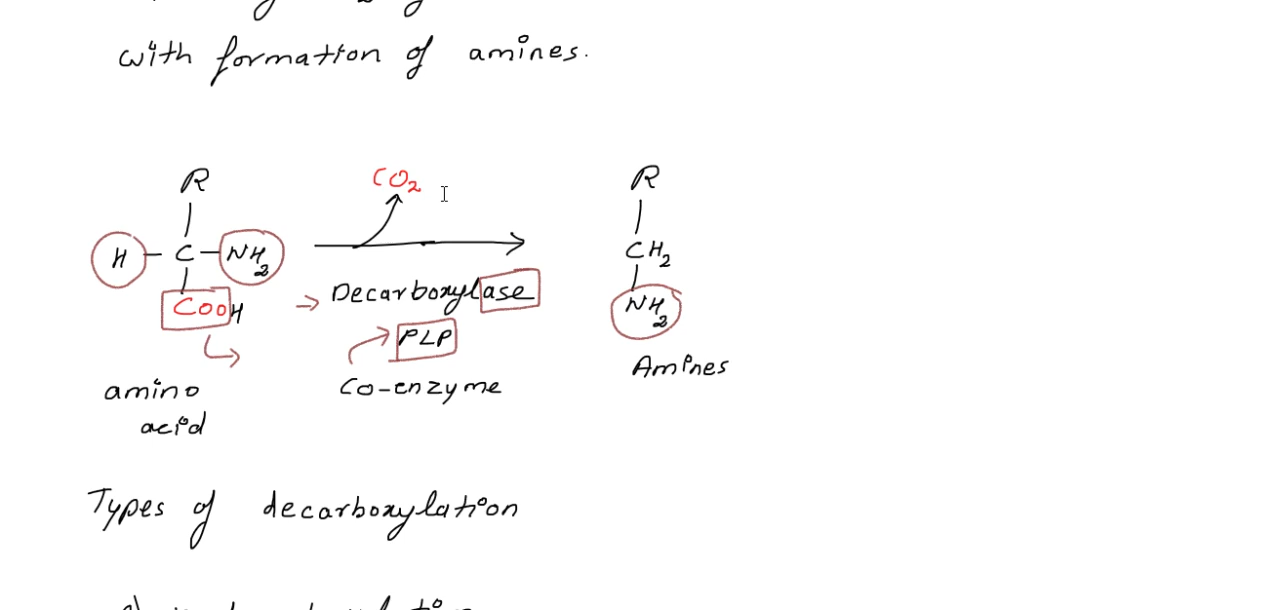 with formation of amines.
R
CO2
R
H - C - NH2
CH2
COOH
→ Decarboxylase
NH2
PLP
Amines
amino
Co-enzyme
acid
Types of decarboxylation